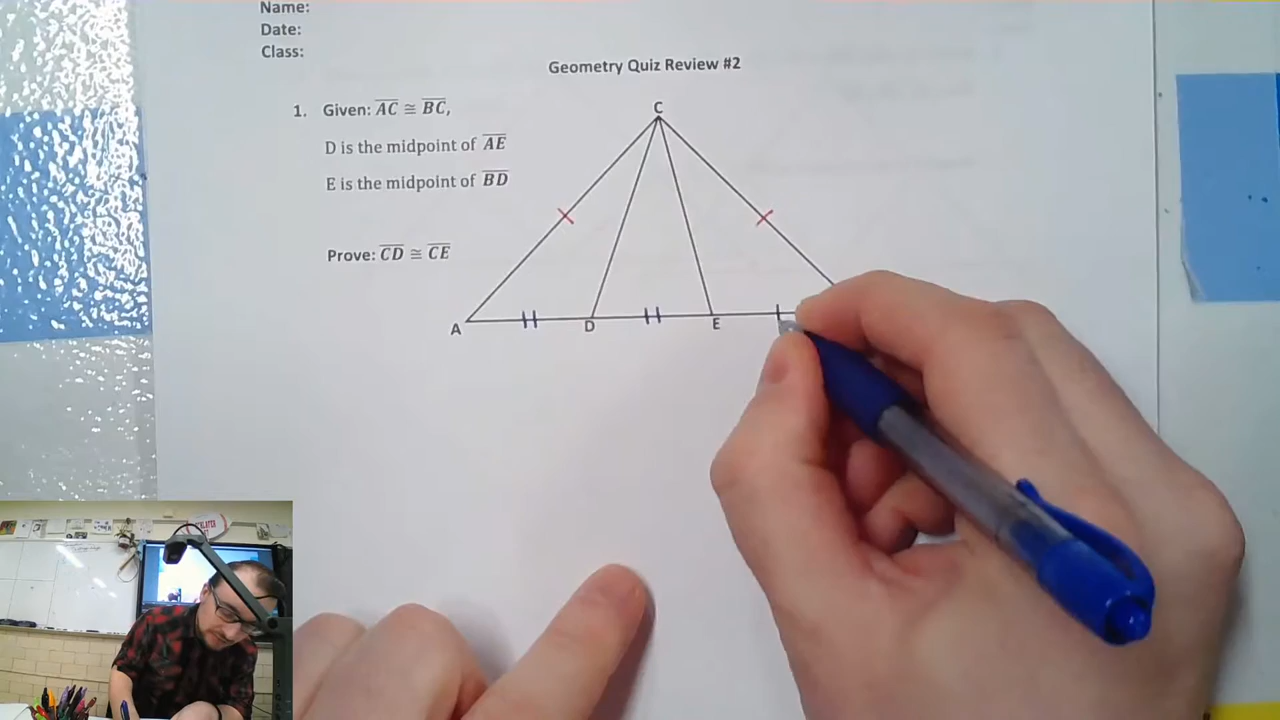 Name:
Date:
Class:
Geometry Quiz Review #2
1. Given: AC ≅ BC,
D is the midpoint of AE
E is the midpoint of BD
Prove: CD ≅ CE
C
A
D
E